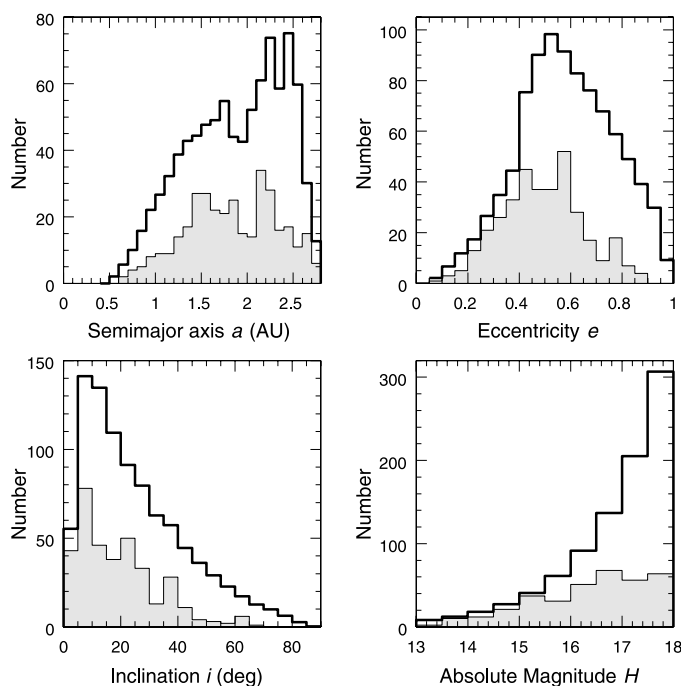 80
60
40
20
0
Number
0 0.5 1 1.5 2 2.5
Semimajor axis a (AU)
100
80
60
40
20
0
Number
0 0.2 0.4 0.6 0.8 1
Eccentricity e
150
100
50
0
Number
0 20 40 60 80
Inclination i (deg)
300
200
100
0
Number
13 14 15 16 17 18
Absolute Magnitude H